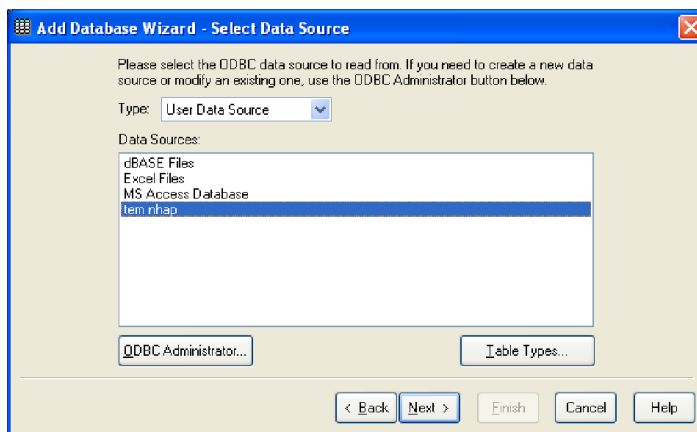 Add Database Wizard - Select Data Source
Please select the ODBC data source to read from. If you need to create a new data
source or modify an existing one, use the ODBC Administrator button below.
Type: User Data Source
Data Sources:
dBASE Files
Excel Files
MS Access Database
tem nhap
ODBC Administrator... Table Types...
< Back Next > Finish Cancel Help